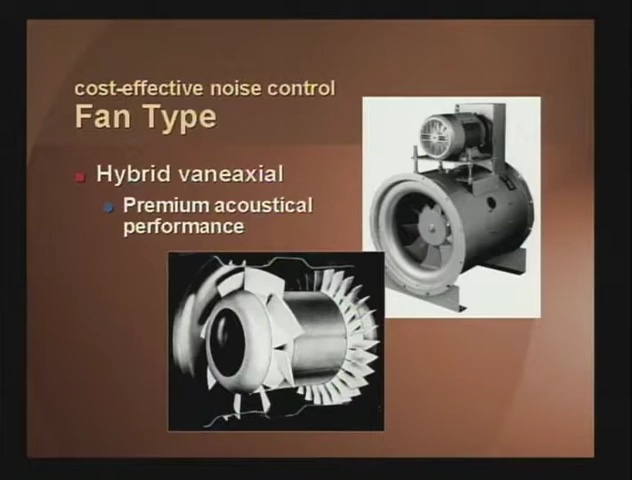 cost-effective noise control
Fan Type
Hybrid vaneaxial
Premium acoustical
performance